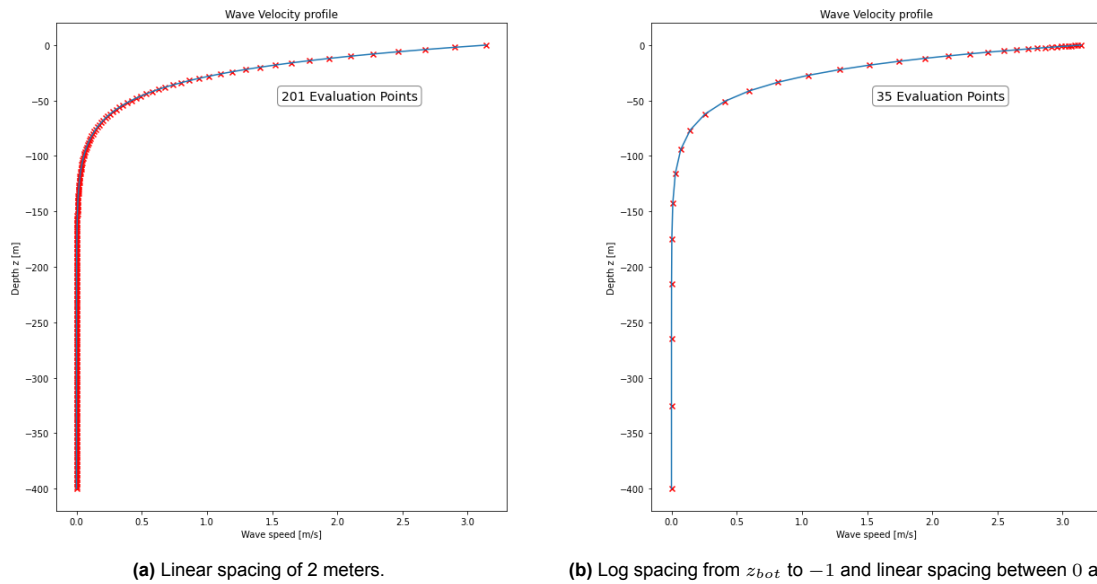 Wave Velocity profile
0
−50
−100
−150
−200
−250
−300
−350
−400
Depth z [m]
201 Evaluation Points
0.0 0.5 1.0 1.5 2.0 2.5 3.0
Wave speed [m/s]
(a) Linear spacing of 2 meters.
Wave Velocity profile
0
−50
−100
−150
−200
−250
−300
−350
−400
Depth z [m]
35 Evaluation Points
0.0 0.5 1.0 1.5 2.0 2.5 3.0
Wave speed [m/s]
(b) Log spacing from z_bot to −1 and linear spacing between 0 a